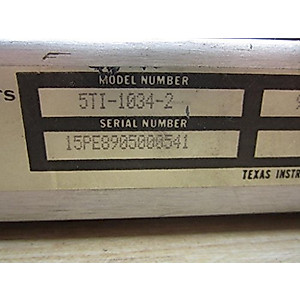 MODEL NUMBER
5TI-1034-2
SERIAL NUMBER
15PE8905000541
TEXAS INSTR